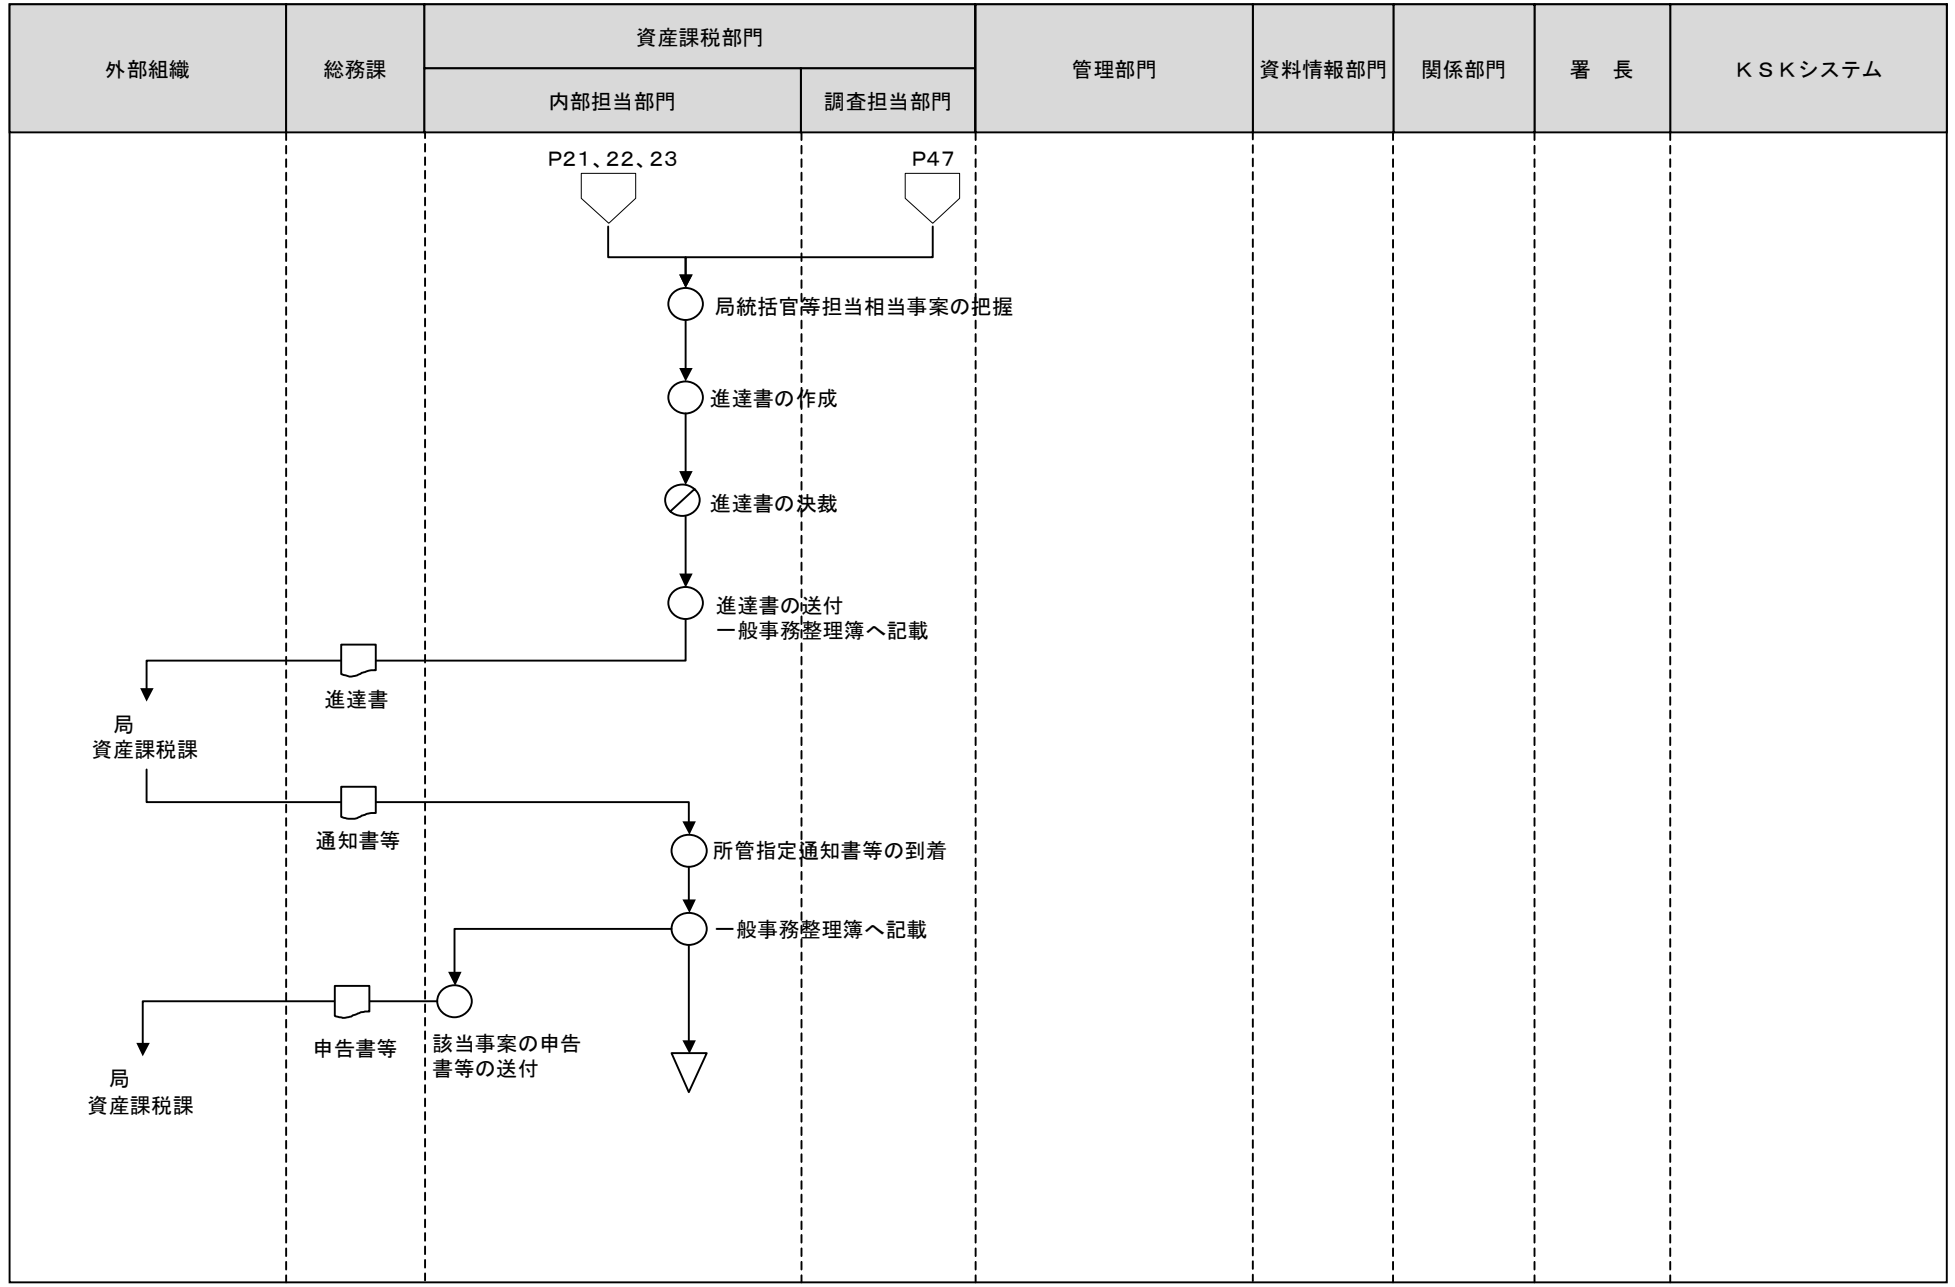 外部組織
総務課
資産課税部門
内部担当部門
調査担当部門
管理部門
資料情報部門
関係部門
署　長
ＫＳＫシステム
P21、22、23
P47
局統括官等担当相当事案の把握
進達書の作成
進達書の決裁
進達書の送付
一般事務整理簿へ記載
進達書
局
資産課税課
通知書等
所管指定通知書等の到着
一般事務整理簿へ記載
申告書等
該当事案の申告
書等の送付
局
資産課税課